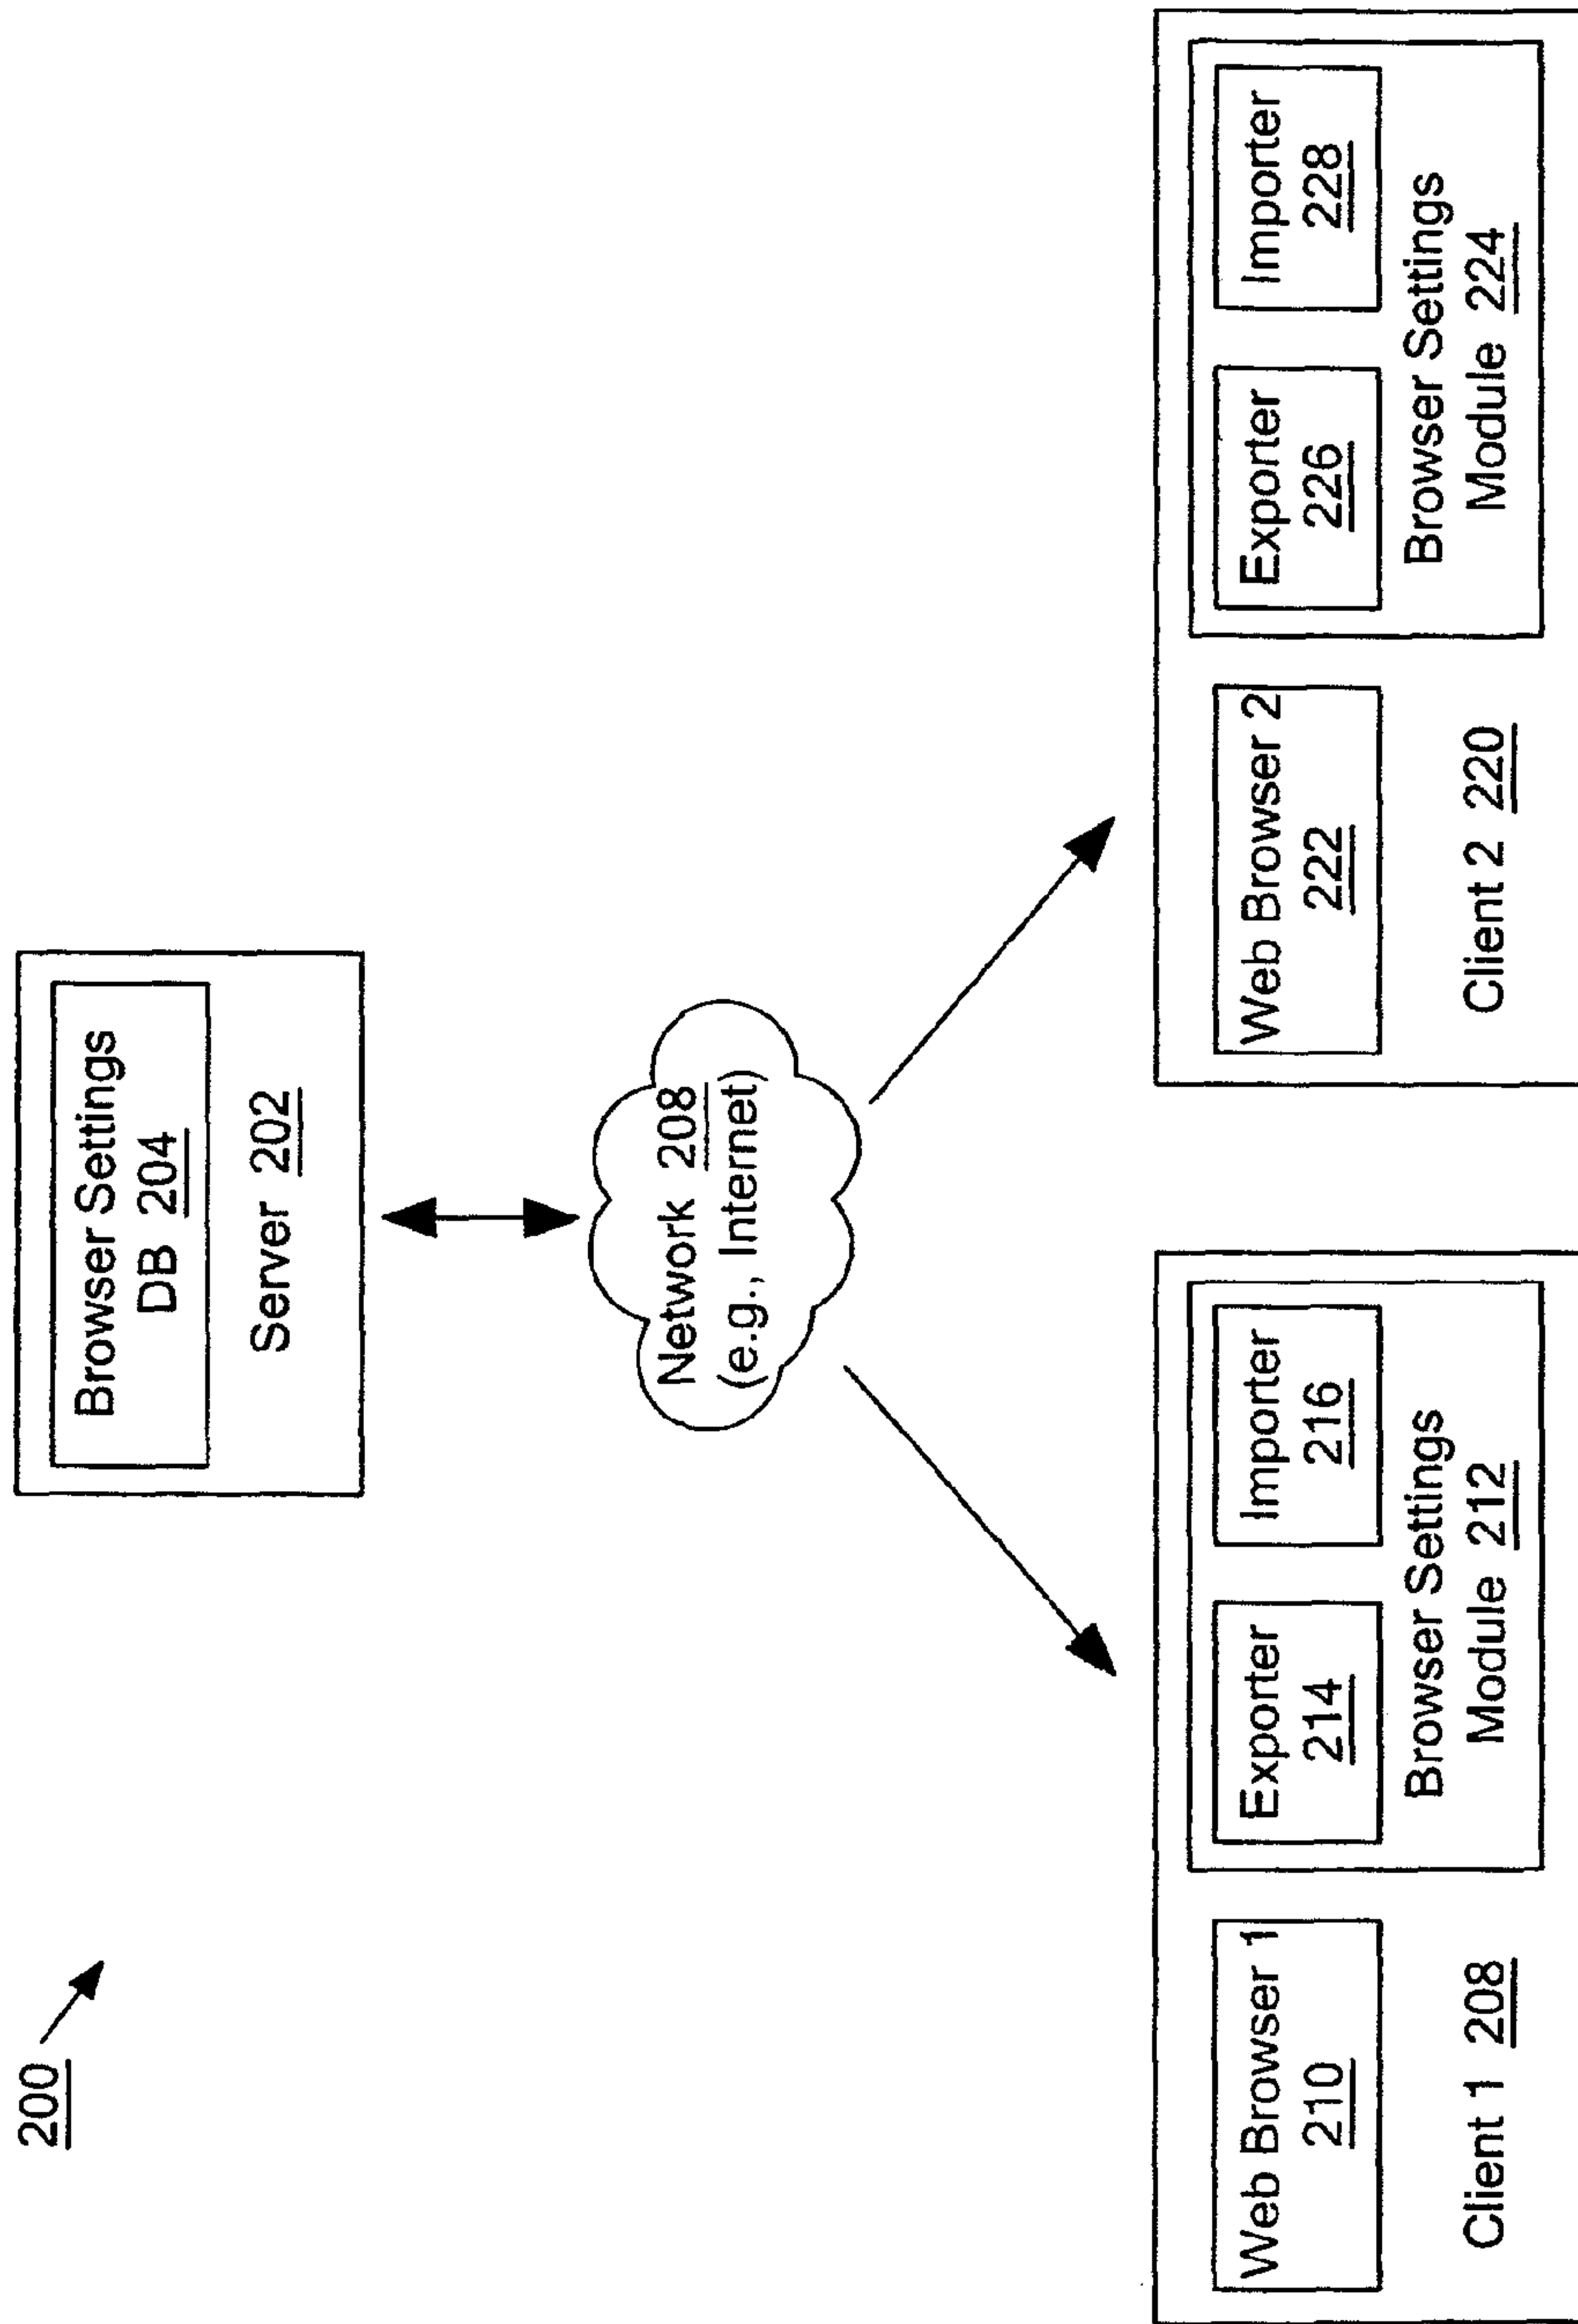 200
Browser Settings
DB 204
Server 202
Network 208
(e.g., Internet)
Web Browser 1
210
Exporter
214
Importer
216
Browser Settings
Module 212
Client 1 208
Web Browser 2
222
Exporter
226
Importer
228
Browser Settings
Module 224
Client 2 220